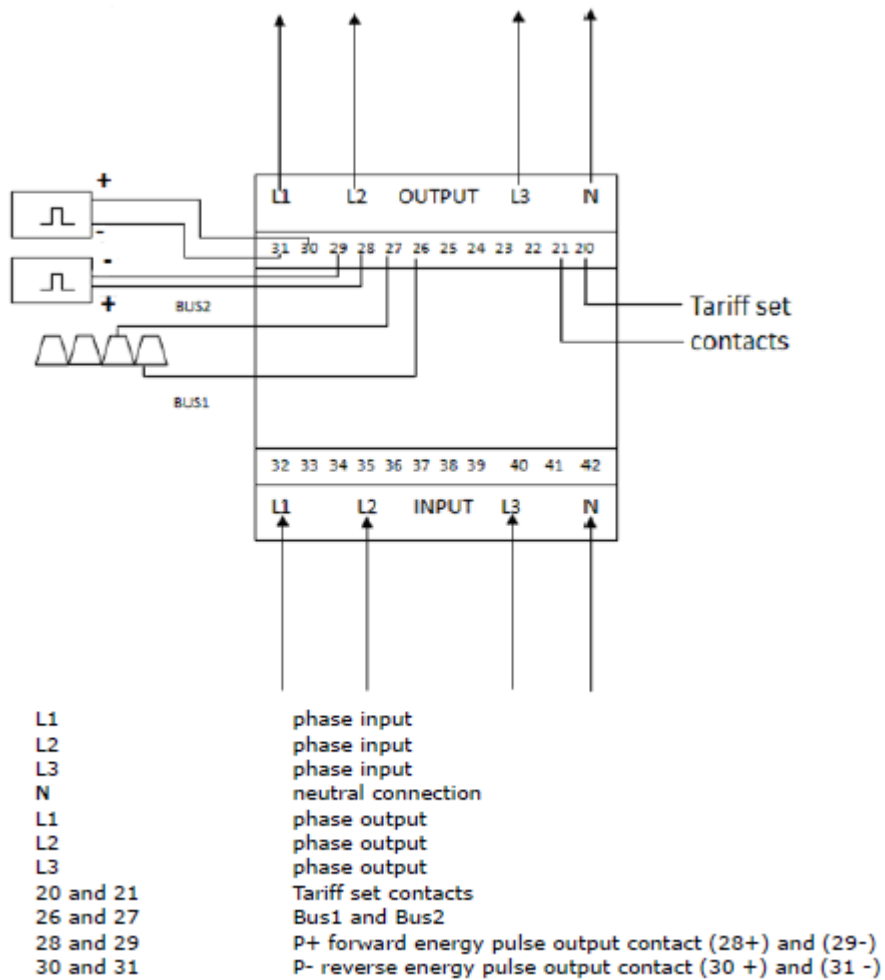 L1 L2 OUTPUT L3 N
+
-
31 30 29 28 27 26 25 24 23 22 21 20
-
+
BUS2
Tariff set
contacts
BUS1
32 33 34 35 36 37 38 39 40 41 42
L1 L2 INPUT L3 N
L1 phase input
L2 phase input
L3 phase input
N neutral connection
L1 phase output
L2 phase output
L3 phase output
20 and 21 Tariff set contacts
26 and 27 Bus1 and Bus2
28 and 29 P+ forward energy pulse output contact (28+) and (29-)
30 and 31 P- reverse energy pulse output contact (30 +) and (31 -)